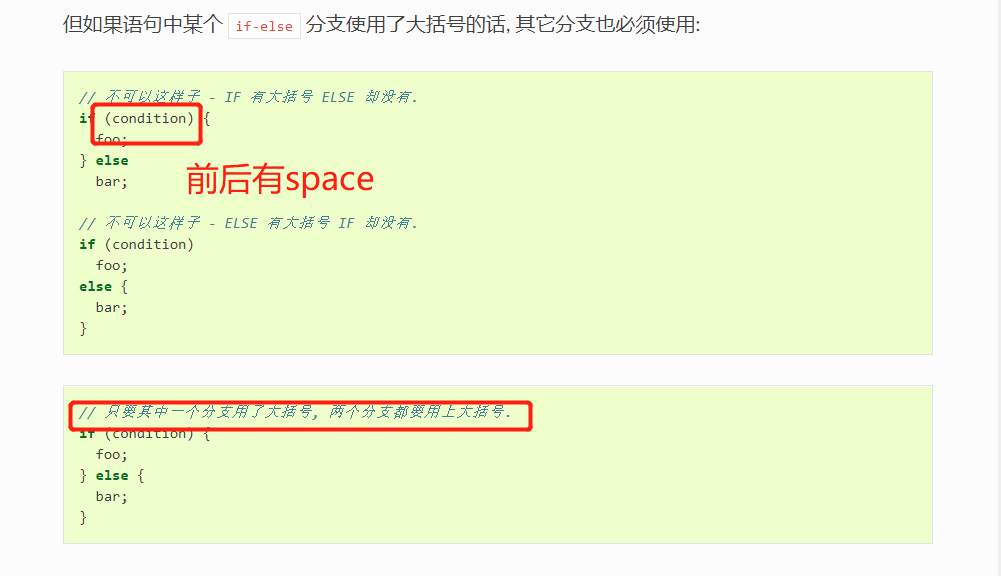 但如果语句中某个 if-else 分支使用了大括号的话, 其它分支也必须使用:
// 不可以这样子 - IF 有大括号 ELSE 却没有.
if (condition) {
  foo;
} else
  bar;
前后有space
// 不可以这样子 - ELSE 有大括号 IF 却没有.
if (condition)
  foo;
else {
  bar;
}
// 只要其中一个分支用了大括号, 两个分支都要用上大括号.
if (condition) {
  foo;
} else {
  bar;
}